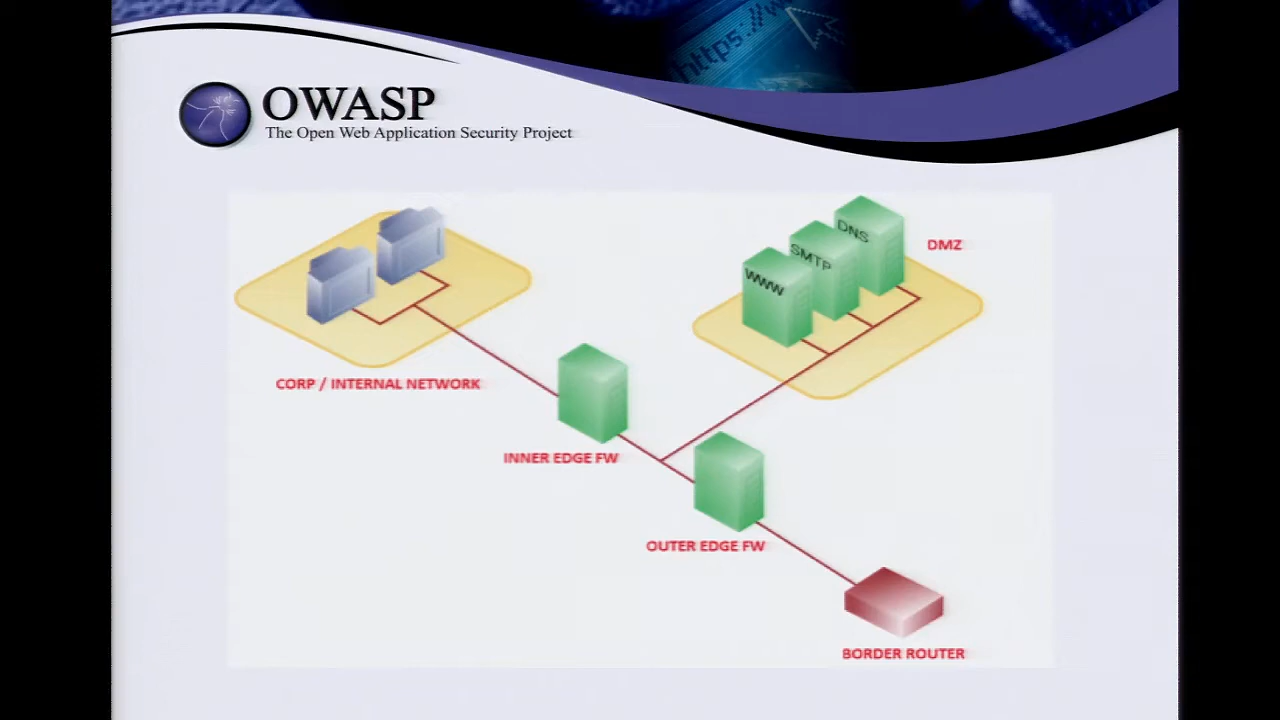 https://w
OWASP
The Open Web Application Security Project
DNS
SMTP
WWW
DMZ
CORP / INTERNAL NETWORK
INNER EDGE FW
OUTER EDGE FW
BORDER ROUTER